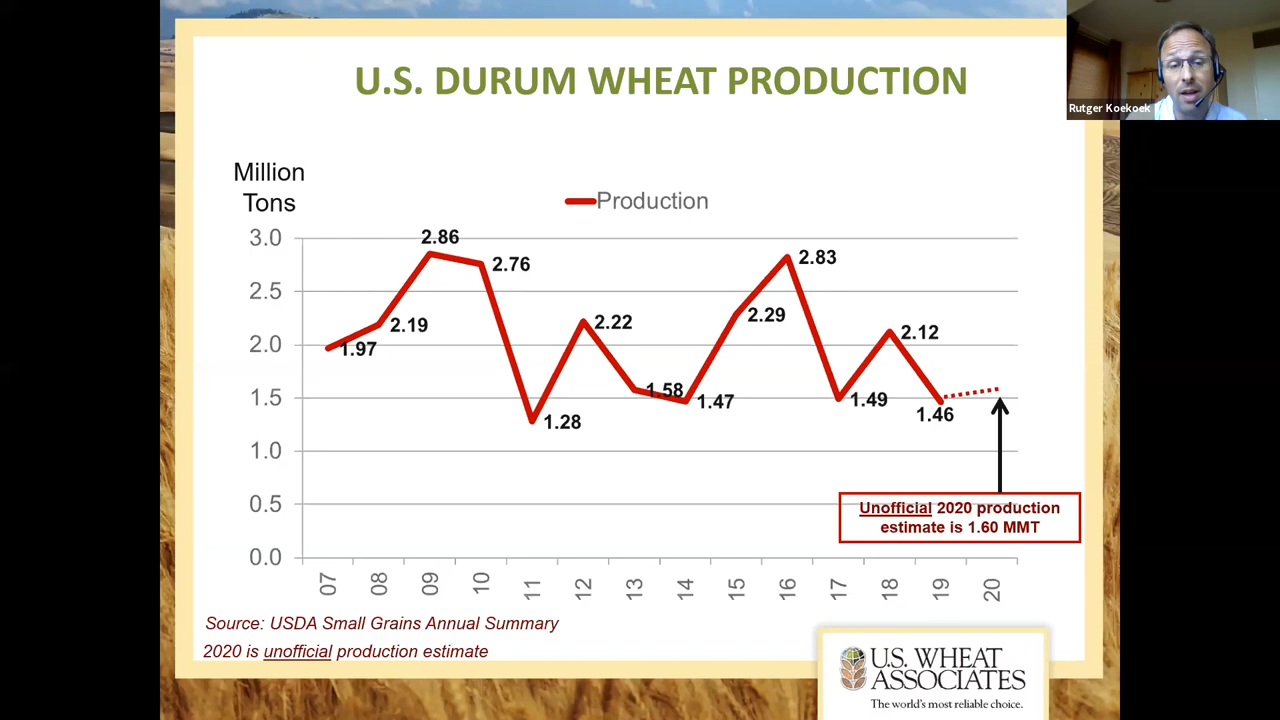 U.S. DURUM WHEAT PRODUCTION
Rutger Koekoek
Million
Tons
Production
3.0
2.5
2.0
1.5
1.0
0.5
0.0
1.97
2.19
2.86
2.76
1.28
2.22
1.58
1.47
2.29
2.83
1.49
2.12
1.46
Unofficial 2020 production
estimate is 1.60 MMT
07 08 09 10 11 12 13 14 15 16 17 18 19 20
Source: USDA Small Grains Annual Summary
2020 is unofficial production estimate
U.S. WHEAT
ASSOCIATES
The world's most reliable choice.